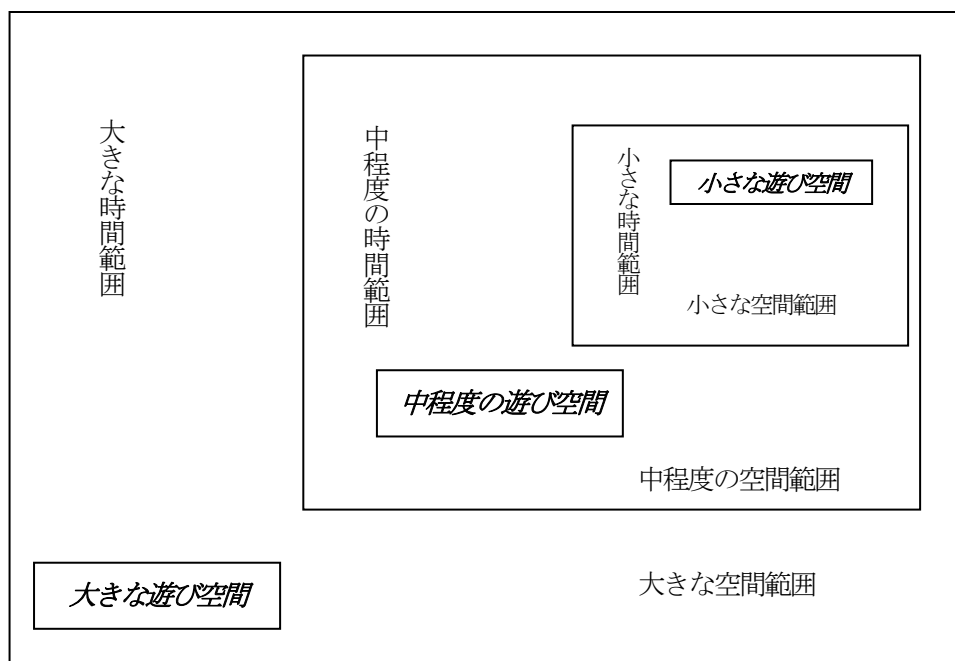 大きな時間範囲
中程度の時間範囲
小さな時間範囲
小さな遊び空間
小さな空間範囲
中程度の遊び空間
中程度の空間範囲
大きな遊び空間
大きな空間範囲